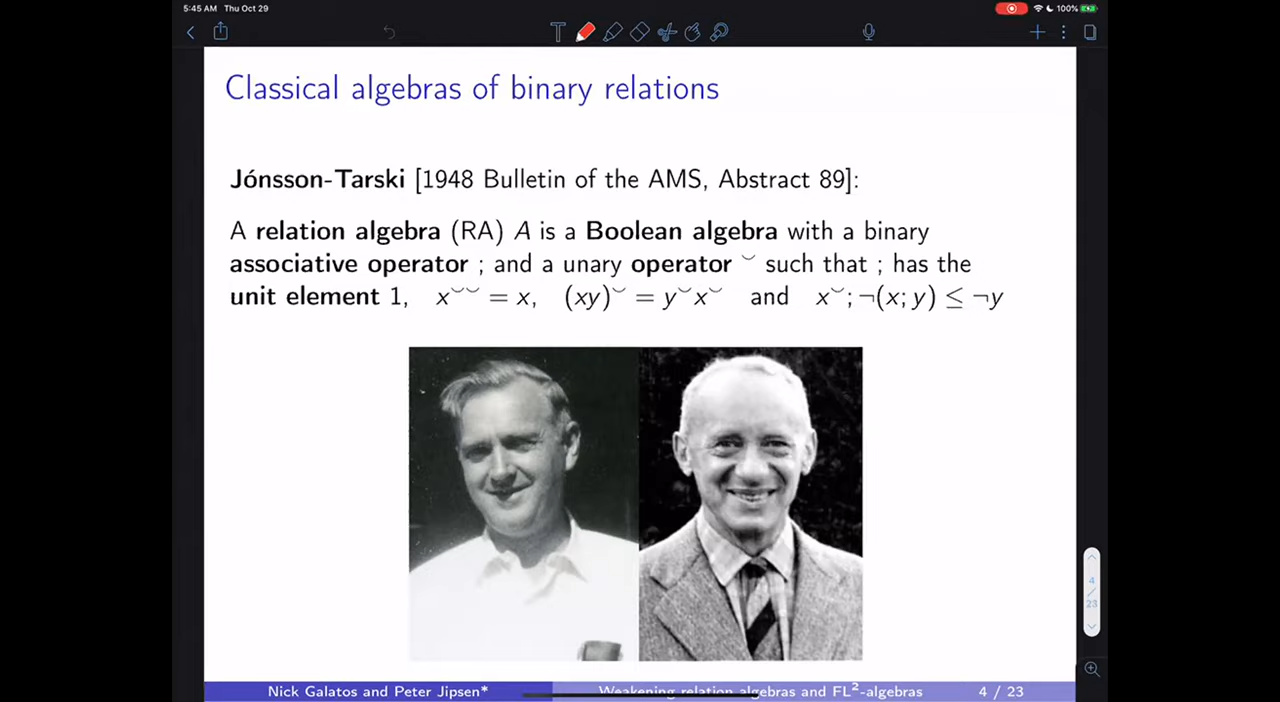 5:45 AM Thu Oct 29
100%
Classical algebras of binary relations
Jónsson-Tarski [1948 Bulletin of the AMS, Abstract 89]:
A relation algebra (RA) A is a Boolean algebra with a binary
associative operator ; and a unary operator ˘ such that ; has the
unit element 1, x˘˘ = x, (xy)˘ = y˘x˘ and x˘; ¬(x; y) ≤ ¬y
4
/
23
Nick Galatos and Peter Jipsen* Weakening relation algebras and FL²-algebras 4 / 23